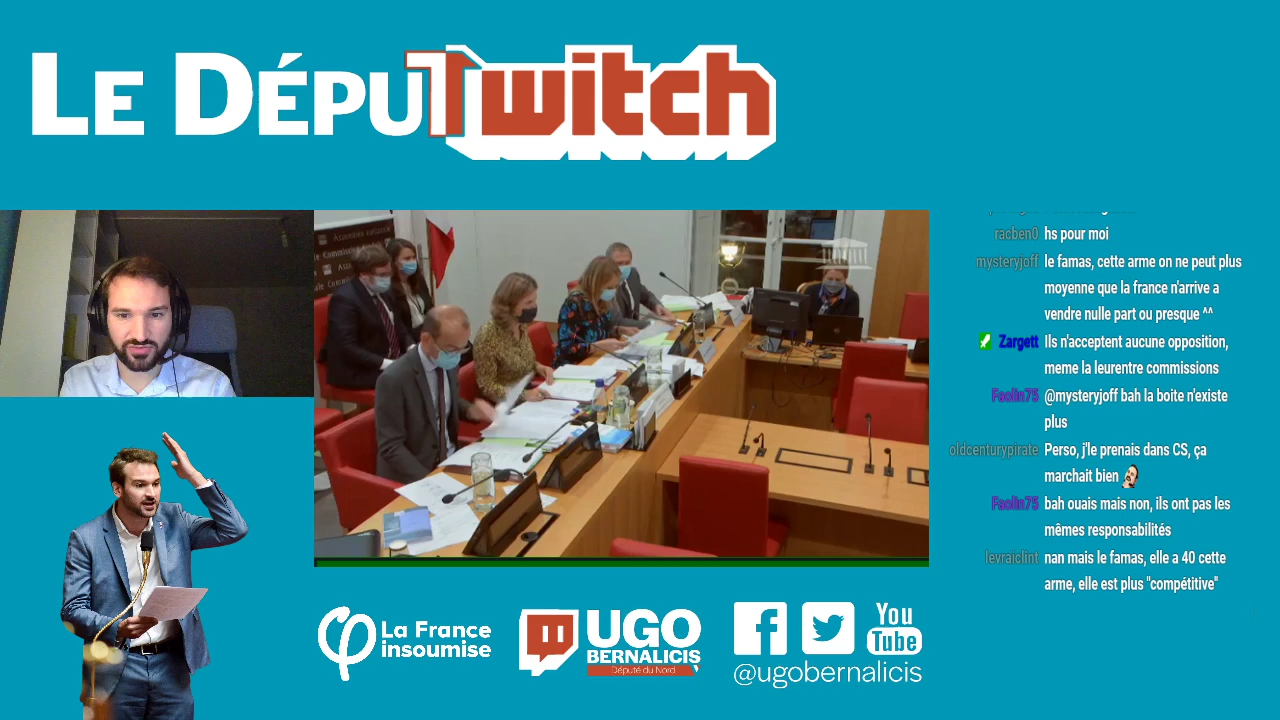 LE DÉPUTwitch
Assemblée nationale
racben0 hs pour moi
mysteryjoff le famas, cette arme on ne peut plus
moyenne que la france n'arrive a
vendre nulle part ou presque ^^
Zargett Ils n'acceptent aucune opposition,
meme la leurentre commissions
Faolin75 @mysteryjoff bah la boite n'existe
plus
oldcenturypirate Perso, j'le prenais dans CS, ça
marchait bien
Faolin75 bah ouais mais non, ils ont pas les
mêmes responsabilités
levraiclint nan mais le famas, elle a 40 cette
arme, elle est plus "compétitive"
La France
insoumise
UGO
BERNALICIS
Député du Nord
You
Tube
@ugobernalicis